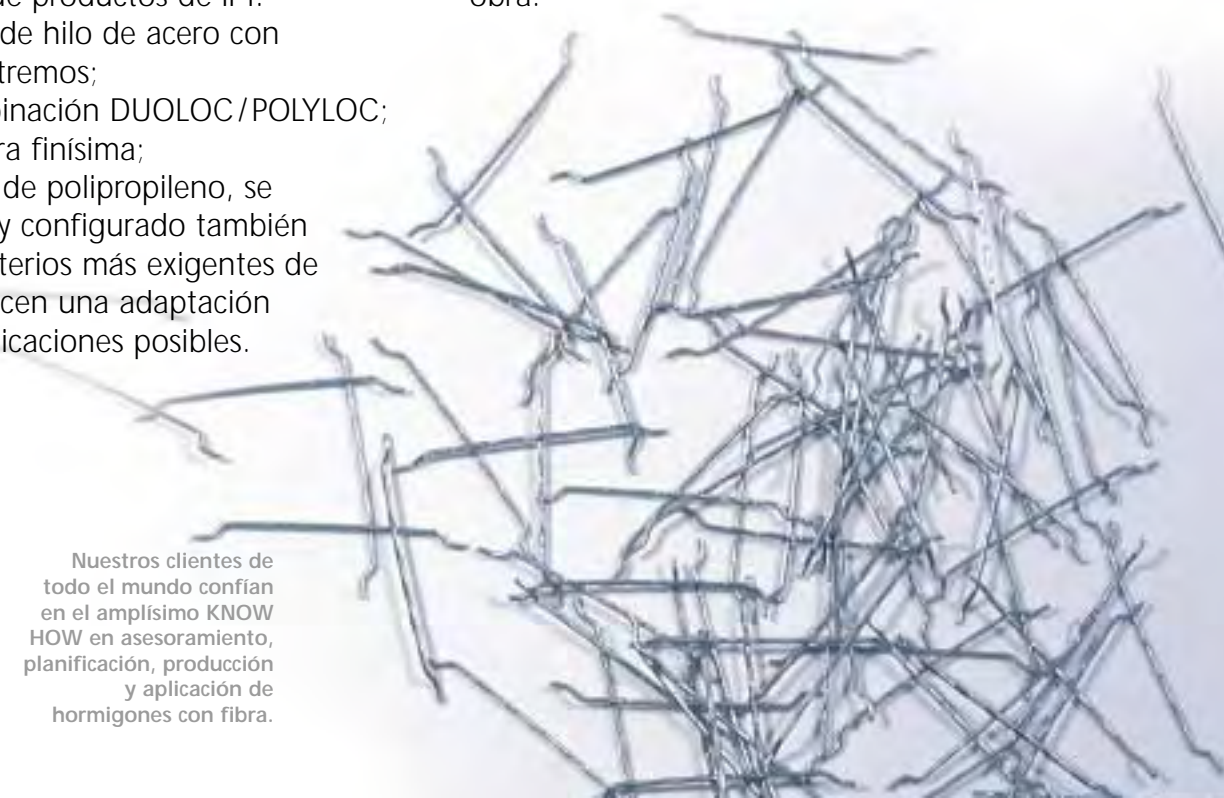 de productos de IFT.
de hilo de acero con
tremos;
inación DUOLOC/POLYLOC;
ra finísima;
de polipropileno, se
y configurado también
terios más exigentes de
cen una adaptación
icaciones posibles.
obra.
Nuestros clientes de
todo el mundo confían
en el amplísimo KNOW
HOW en asesoramiento,
planificación, producción
y aplicación de
hormigones con fibra.